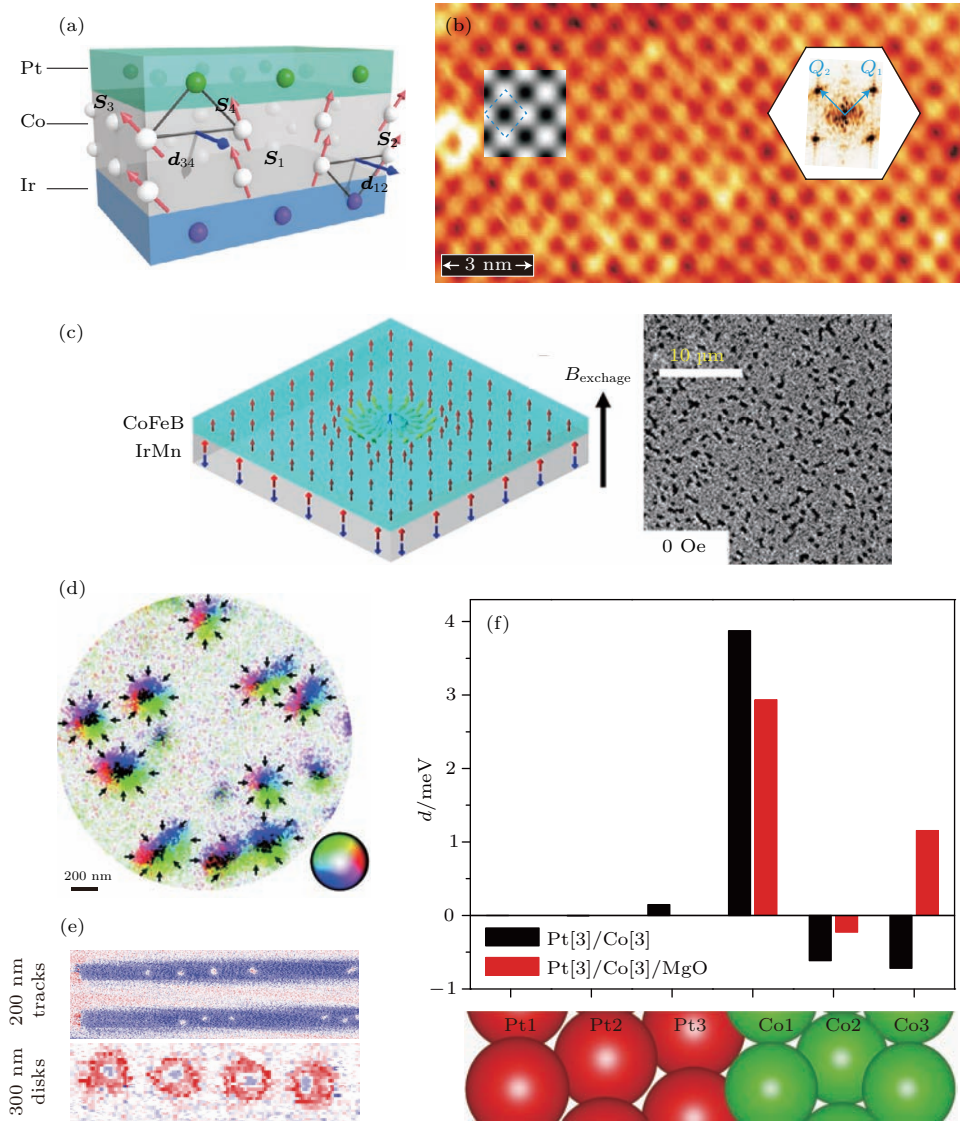 (a)
Pt
Co
Ir
S3
S4
S1
S2
d34
d12
(b)
Q2
Q1
3 nm
(c)
CoFeB
IrMn
Bexchage
10 μm
0 Oe
(d)
200 nm
(e)
200 nm
tracks
300 nm
disks
(f)
d/meV
4
3
2
1
0
−1
Pt[3]/Co[3]
Pt[3]/Co[3]/MgO
Pt1 Pt2 Pt3 Co1 Co2 Co3